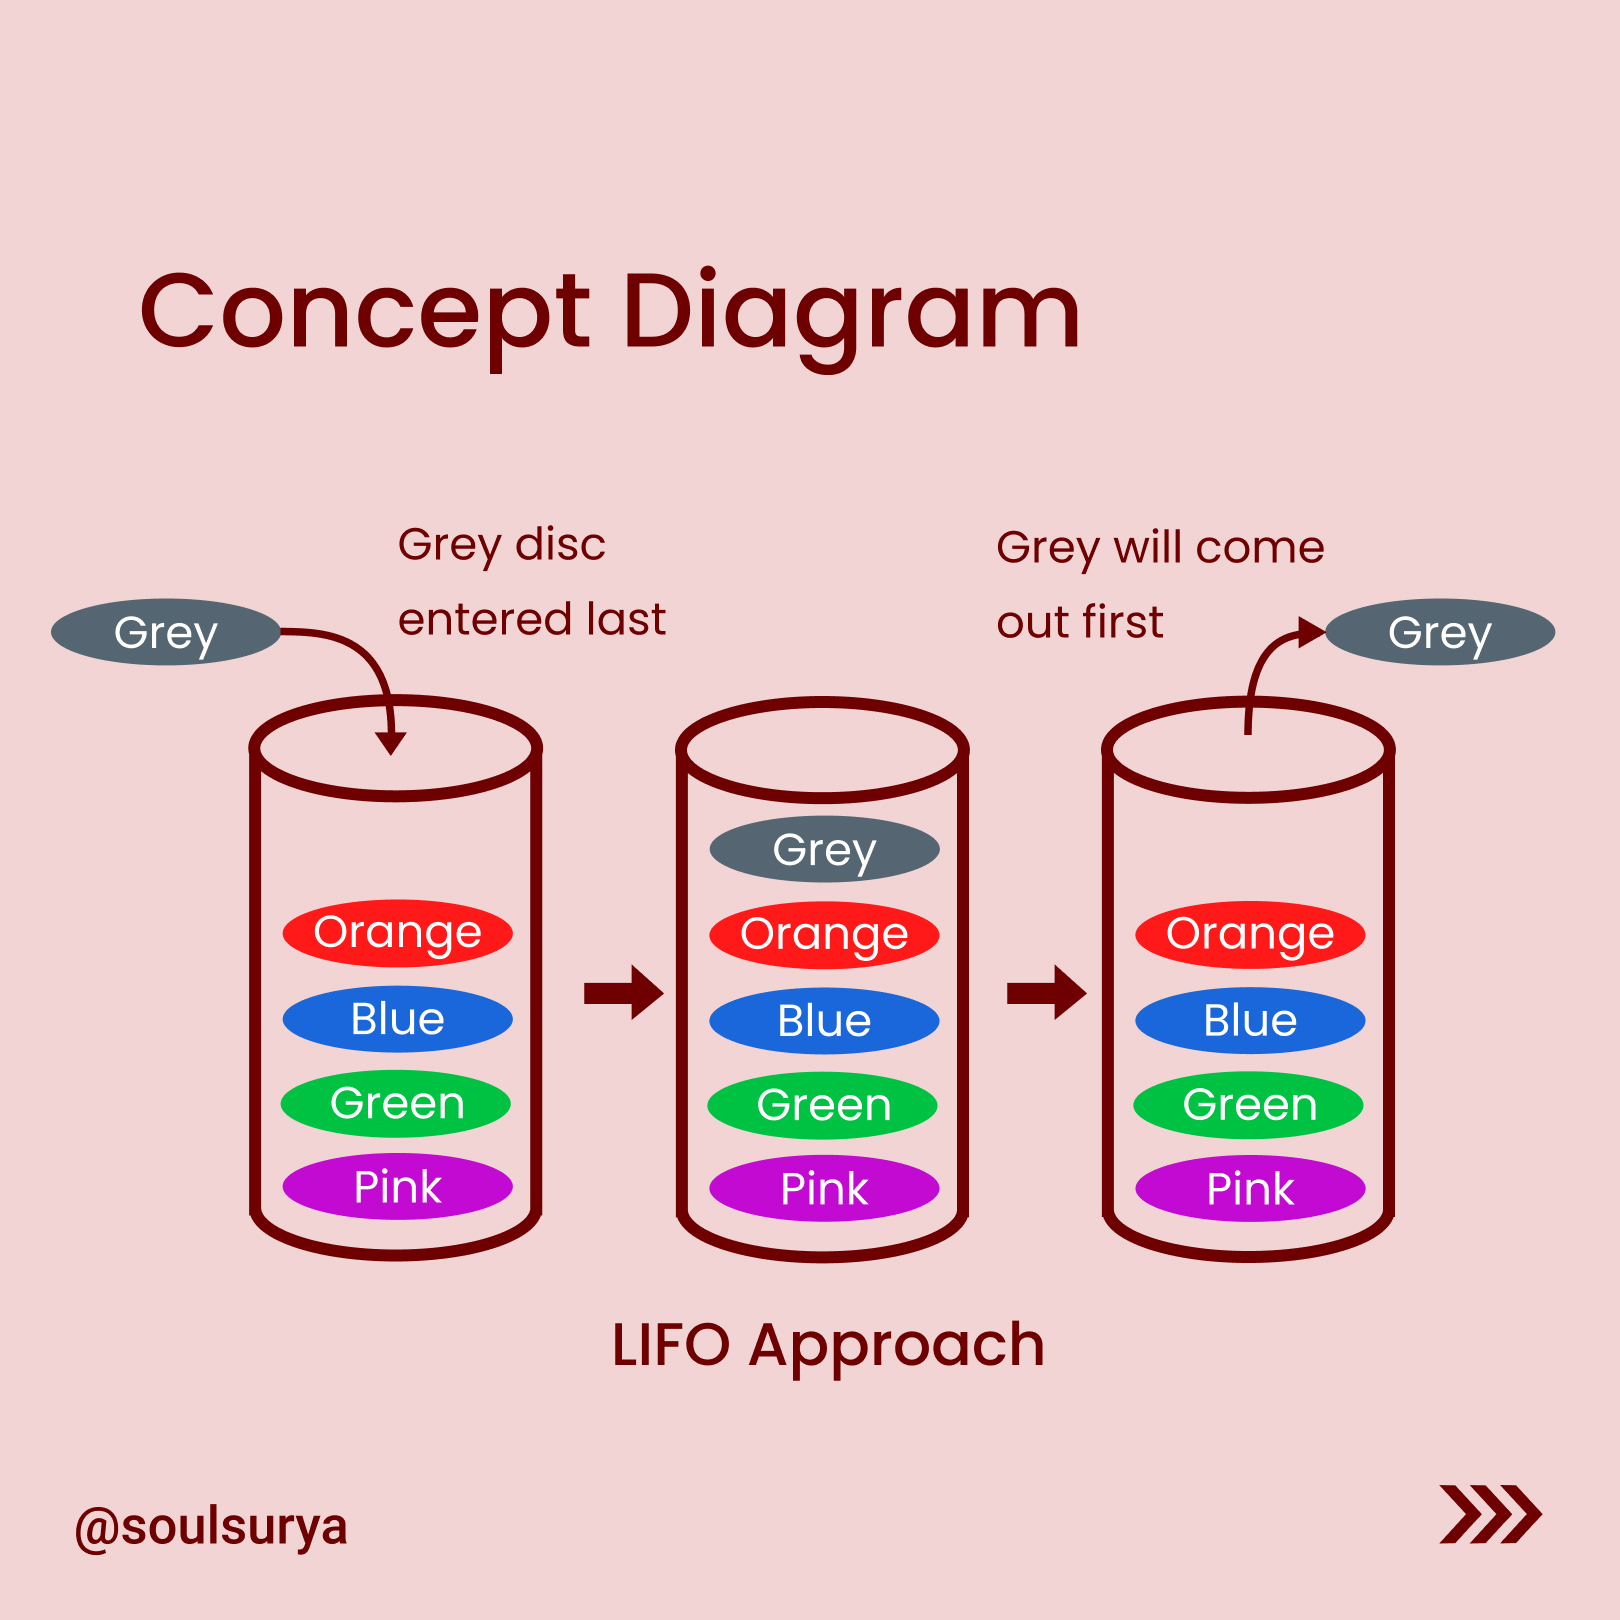 Concept Diagram
Grey disc
entered last
Grey will come
out first
Grey
Grey
Orange
Blue
Green
Pink
Grey
Orange
Blue
Green
Pink
Orange
Blue
Green
Pink
LIFO Approach
@soulsurya